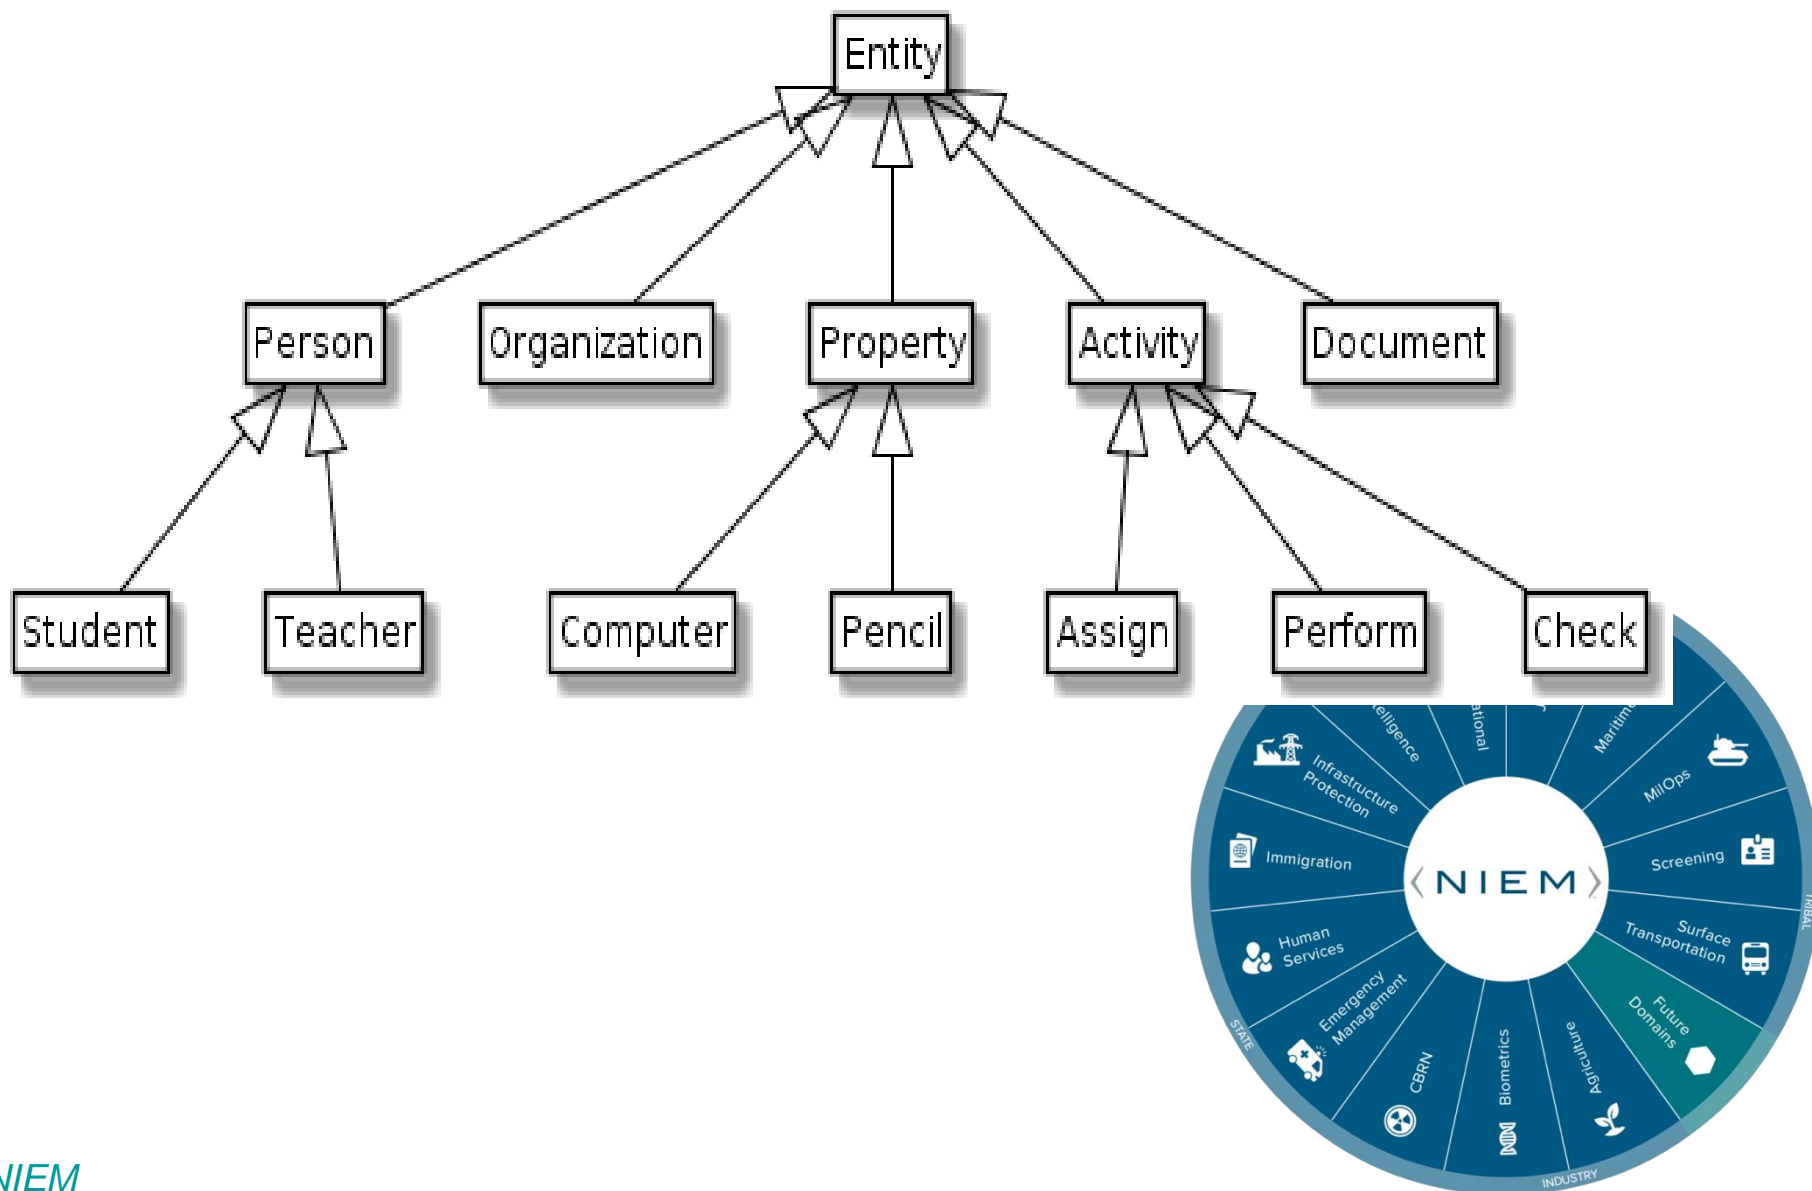 Entity
Person
Organization
Property
Activity
Document
Student
Teacher
Computer
Pencil
Assign
Perform
Check
MilOps
Infrastructure
Protection
Immigration
Screening
NIEM
Human
Services
Surface
Transportation
TRIBAL
Emergency
Management
Future
Domains
STATE
CBRN
Biometrics
Agriculture
INDUSTRY
NIEM